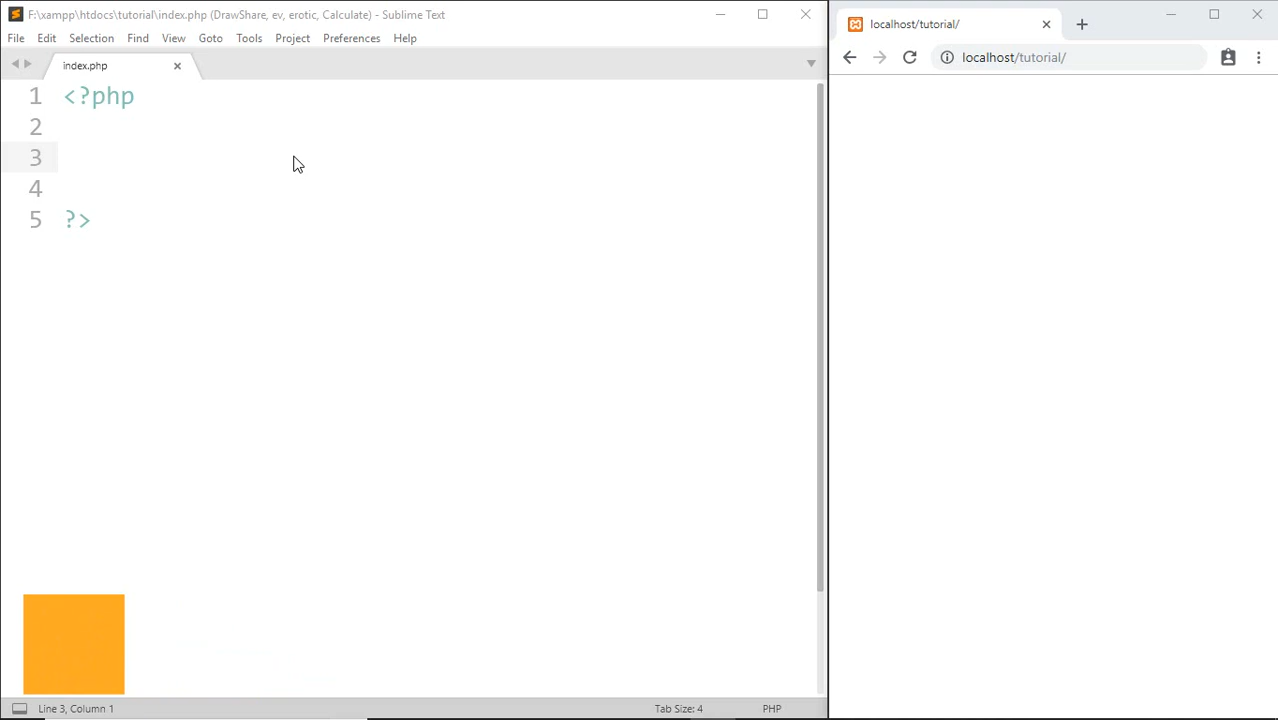 F:\xampp\htdocs\tutorial\index.php (DrawShare, ev, erotic, Calculate) - Sublime Text
File Edit Selection Find View Goto Tools Project Preferences Help
index.php
1 <?php
2
3
4
5 ?>
Line 3, Column 1 Tab Size: 4 PHP
localhost/tutorial/
localhost/tutorial/